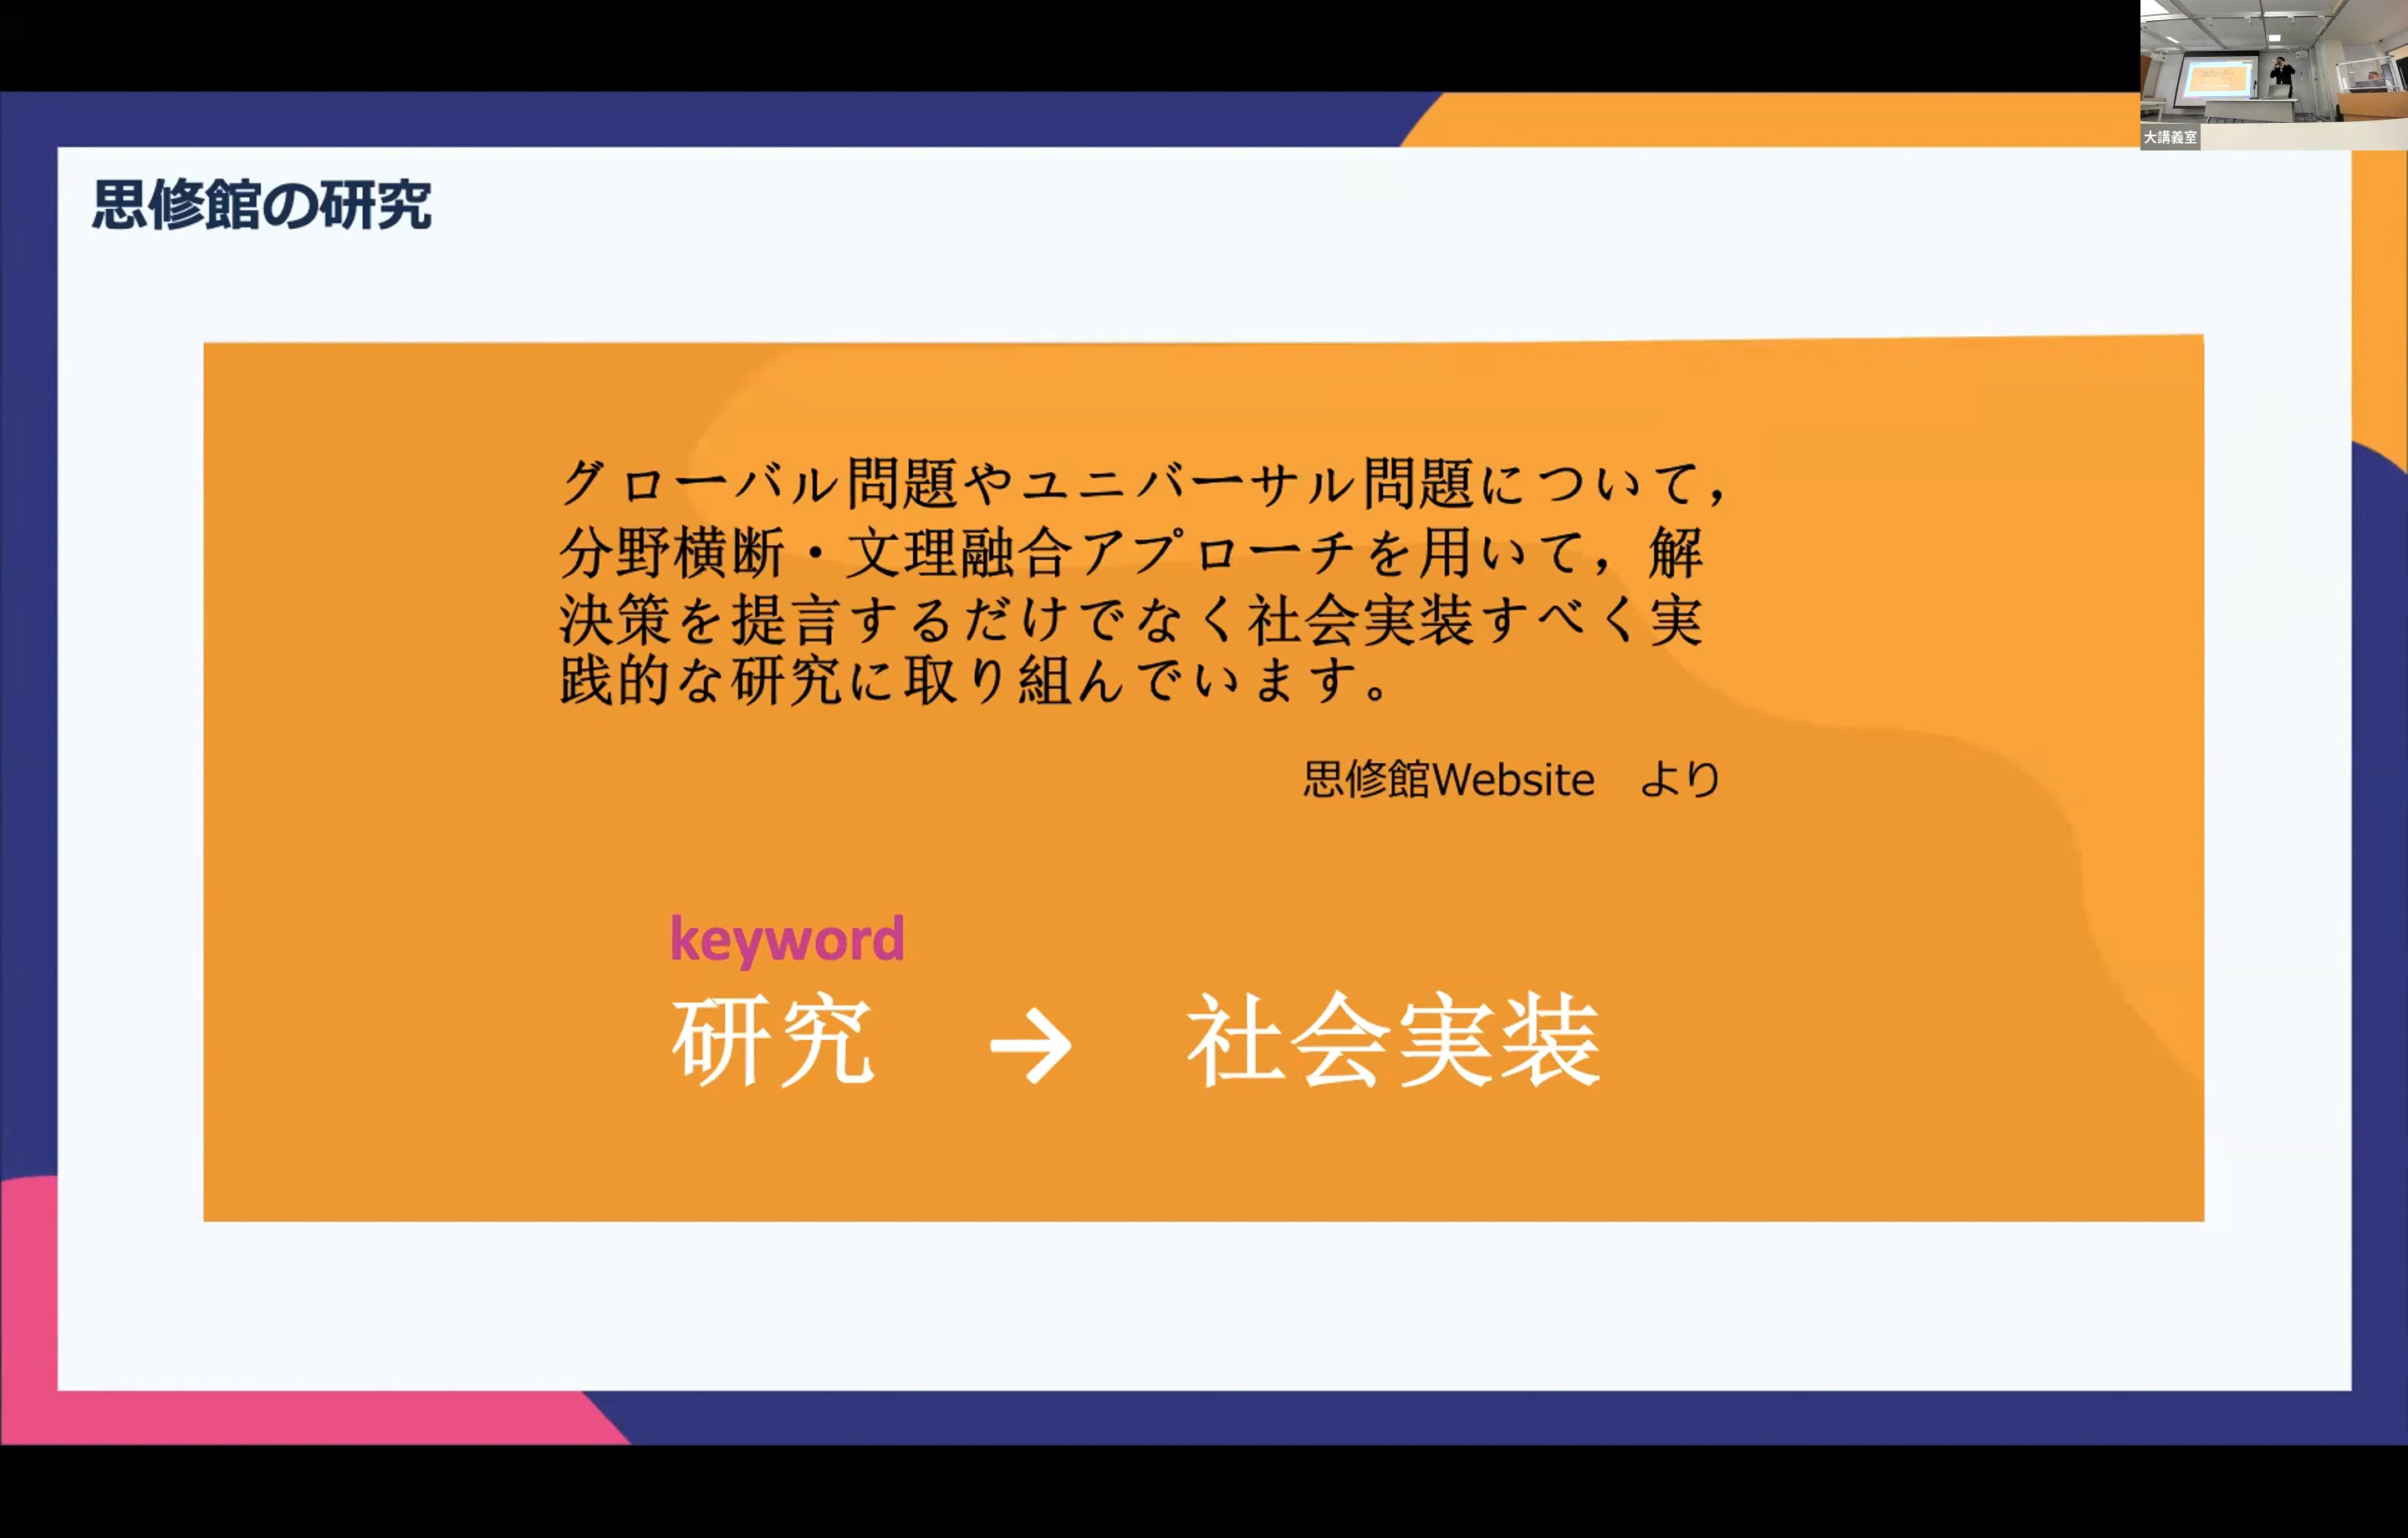 大講義室
思修館の研究
グローバル問題やユニバーサル問題について，
分野横断・文理融合アプローチを用いて，解
決策を提言するだけでなく社会実装すべく実
践的な研究に取り組んでいます。
思修館Website　より
keyword
研究　→　社会実装